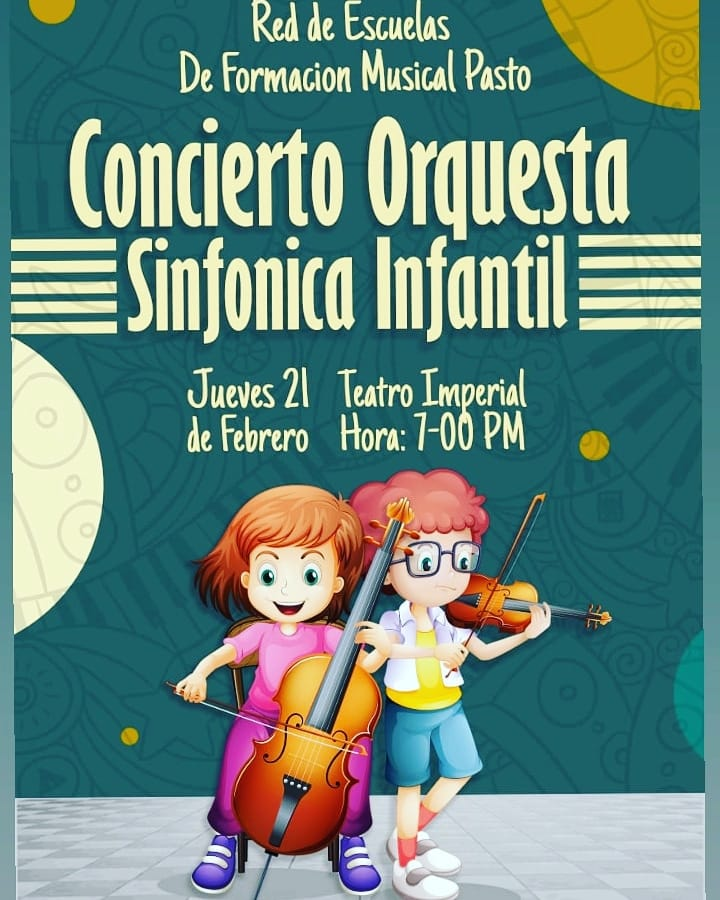 Red de Escuelas
De Formacion Musical Pasto
Concierto Orquesta
Sinfonica Infantil
Jueves 21
de Febrero
Teatro Imperial
Hora: 7-00 PM